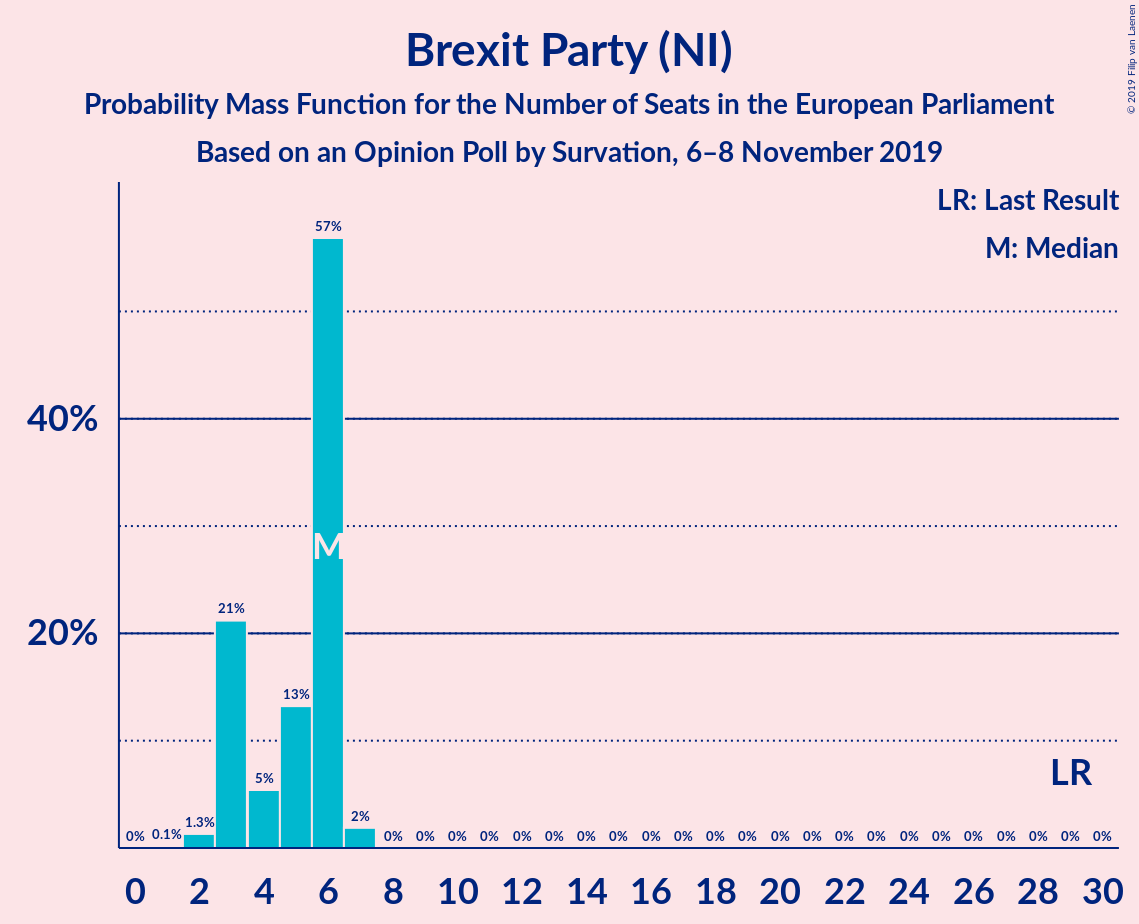 Brexit Party (NI)
Probability Mass Function for the Number of Seats in the European Parliament
Based on an Opinion Poll by Survation, 6–8 November 2019
© 2019 Filip van Laenen
LR: Last Result
M: Median
57%
40%
M
21%
20%
13%
5%
LR
2%
1.3%
0% 0.1% 0% 0% 0% 0% 0% 0% 0% 0% 0% 0% 0% 0% 0% 0% 0% 0% 0% 0% 0% 0% 0% 0% 0%
0 2 4 6 8 10 12 14 16 18 20 22 24 26 28 30